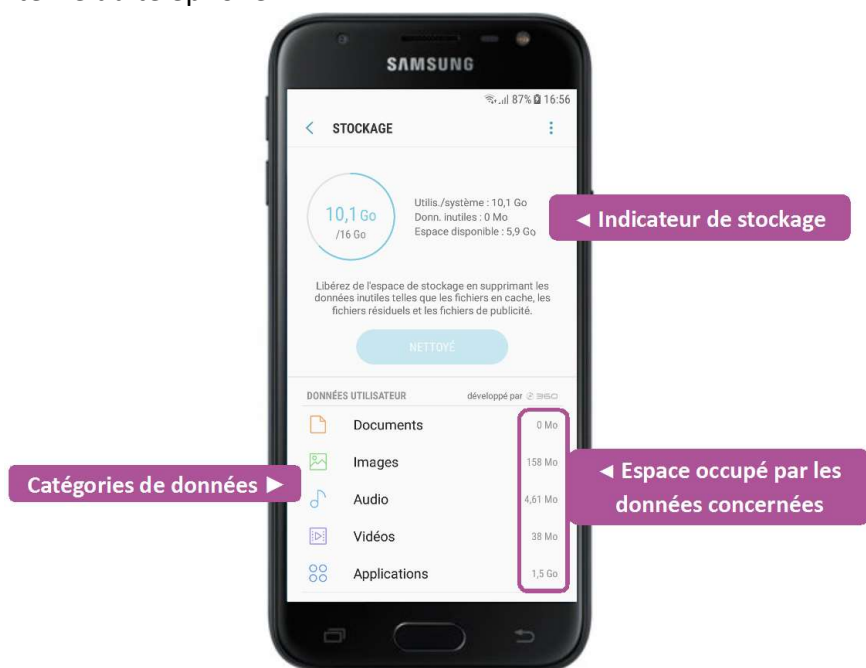 SAMSUNG
87% 16:56
STOCKAGE
10,1 Go
/16 Go
Utilis./système : 10,1 Go
Donn. inutiles : 0 Mo
Espace disponible : 5,9 Go
◄ Indicateur de stockage
Libérez de l'espace de stockage en supprimant les
données inutiles telles que les fichiers en cache, les
fichiers résiduels et les fichiers de publicité.
NETTOYÉ
DONNÉES UTILISATEUR développé par 360
Documents 0 Mo
Images 158 Mo
Catégories de données ►
◄ Espace occupé par les
données concernées
Audio 4,61 Mo
Vidéos 38 Mo
Applications 1,5 Go